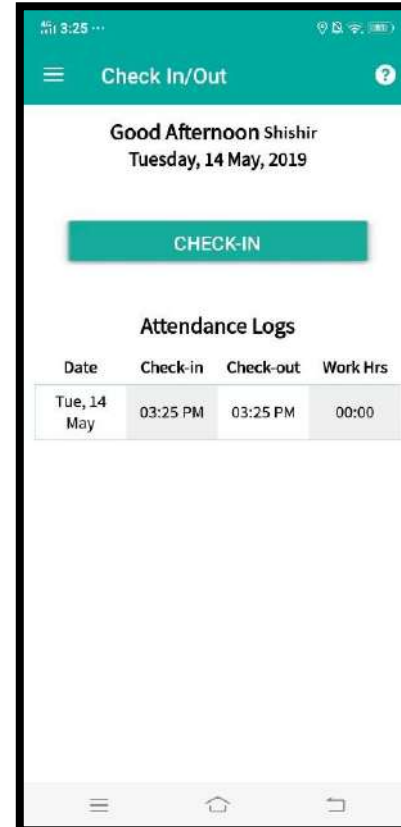 4G 3:25 ...
Check In/Out ?
Good Afternoon Shishir
Tuesday, 14 May, 2019
CHECK-IN
Attendance Logs
Date Check-in Check-out Work Hrs
Tue, 14
May 03:25 PM 03:25 PM 00:00